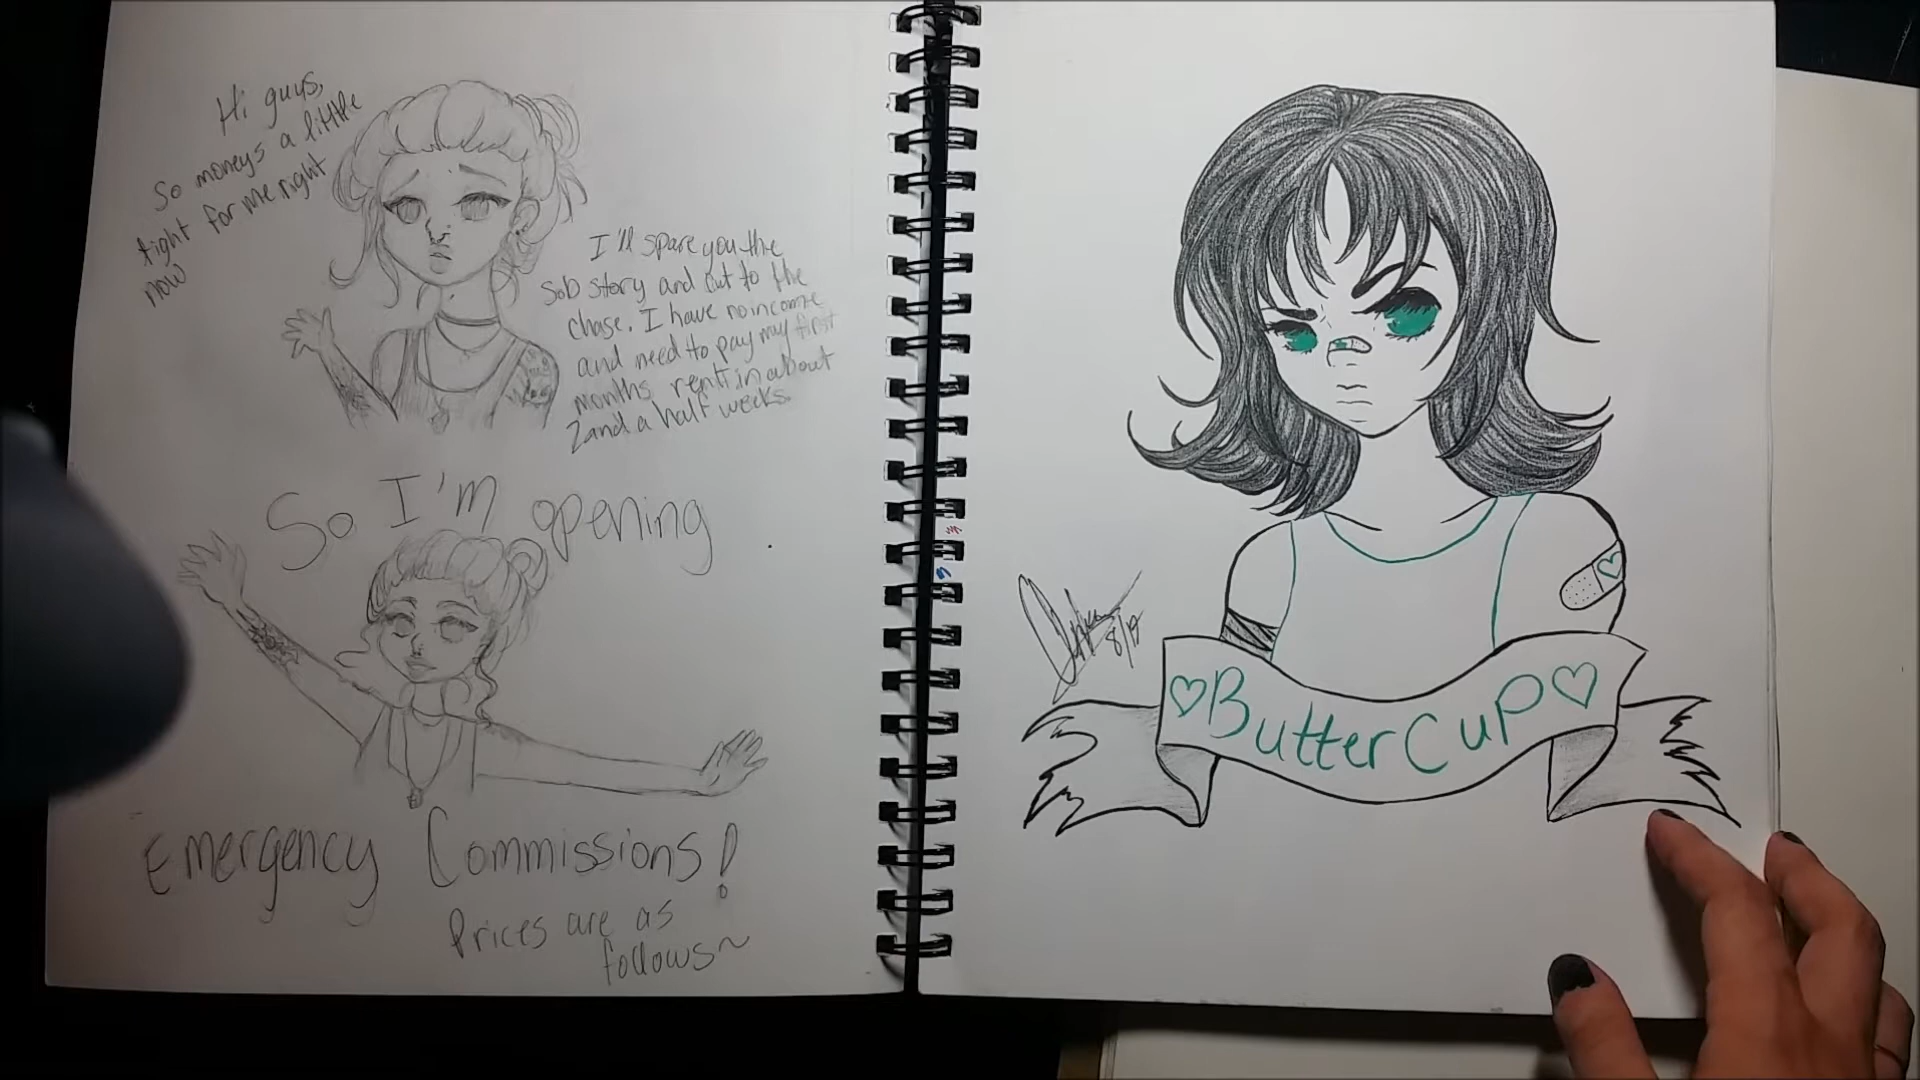 Hi guys,
So moneys a little
tight for me right
now
I'll spare you the
sob story and cut to the
chase. I have no income
and need to pay my first
months rent in about
2 and a half weeks
So I'm opening
Emergency Commissions!
Prices are as
follows~
8/19
♡ButterCup♡